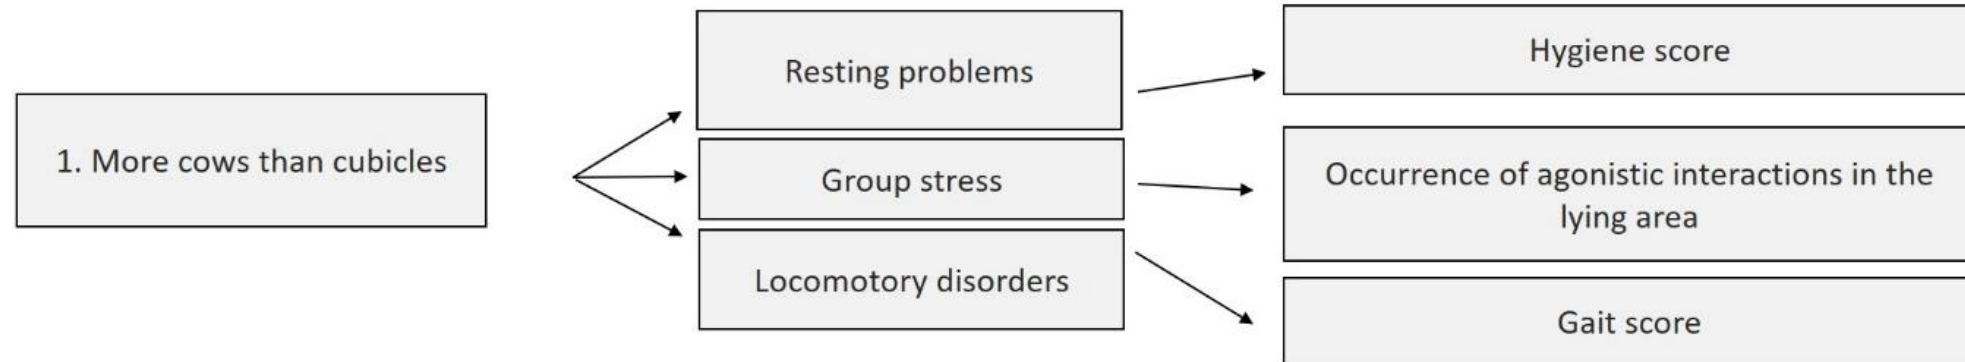 1. More cows than cubicles
Resting problems
Group stress
Locomotory disorders
Hygiene score
Occurrence of agonistic interactions in the
lying area
Gait score